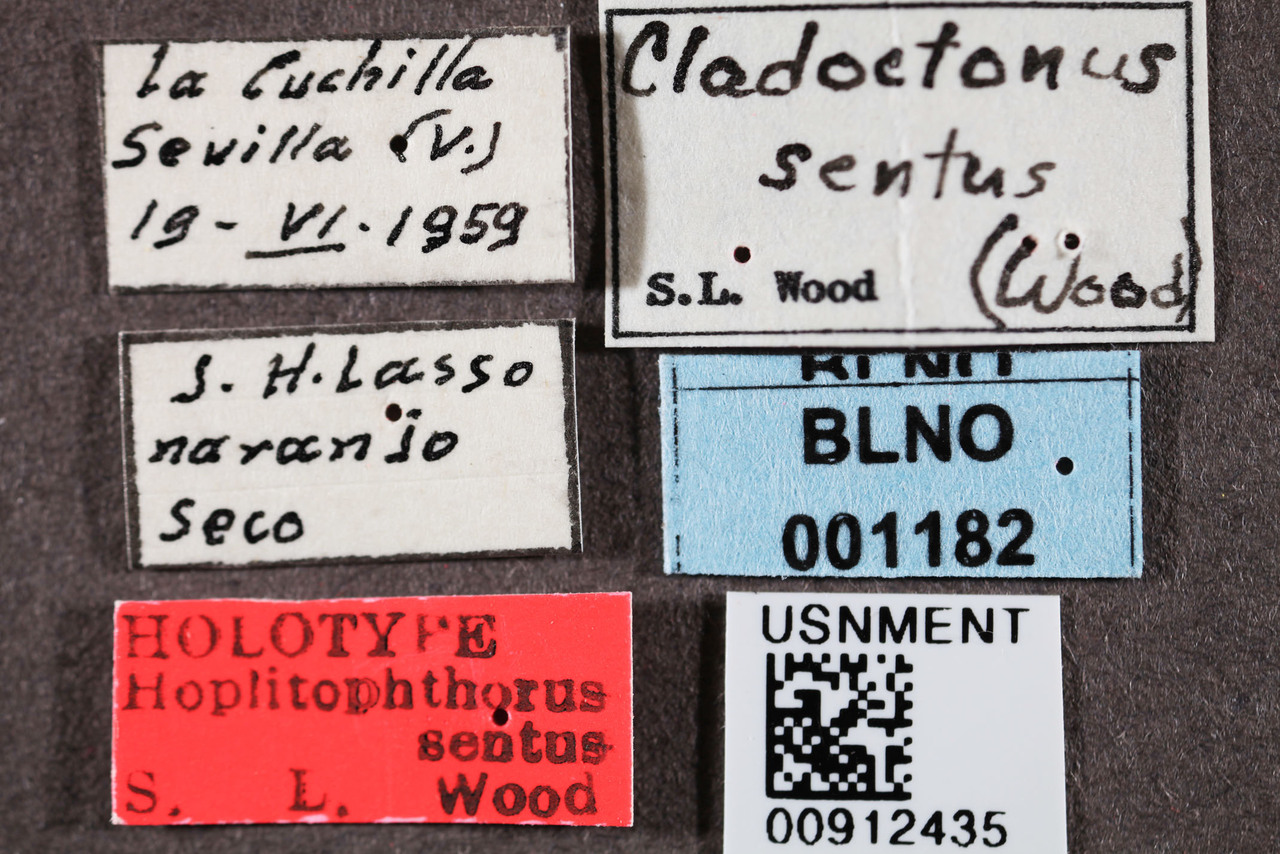 La Cuchilla
Sevilla (V.)
19-VI.1959
J. H. Lasso
naranjo
seco
HOLOTYPE
Hoplitophthorus
sentus
S. L. Wood
Cladoctonus
sentus
(Wood)
S.L. Wood
BLNO
001182
USNMENT
00912435